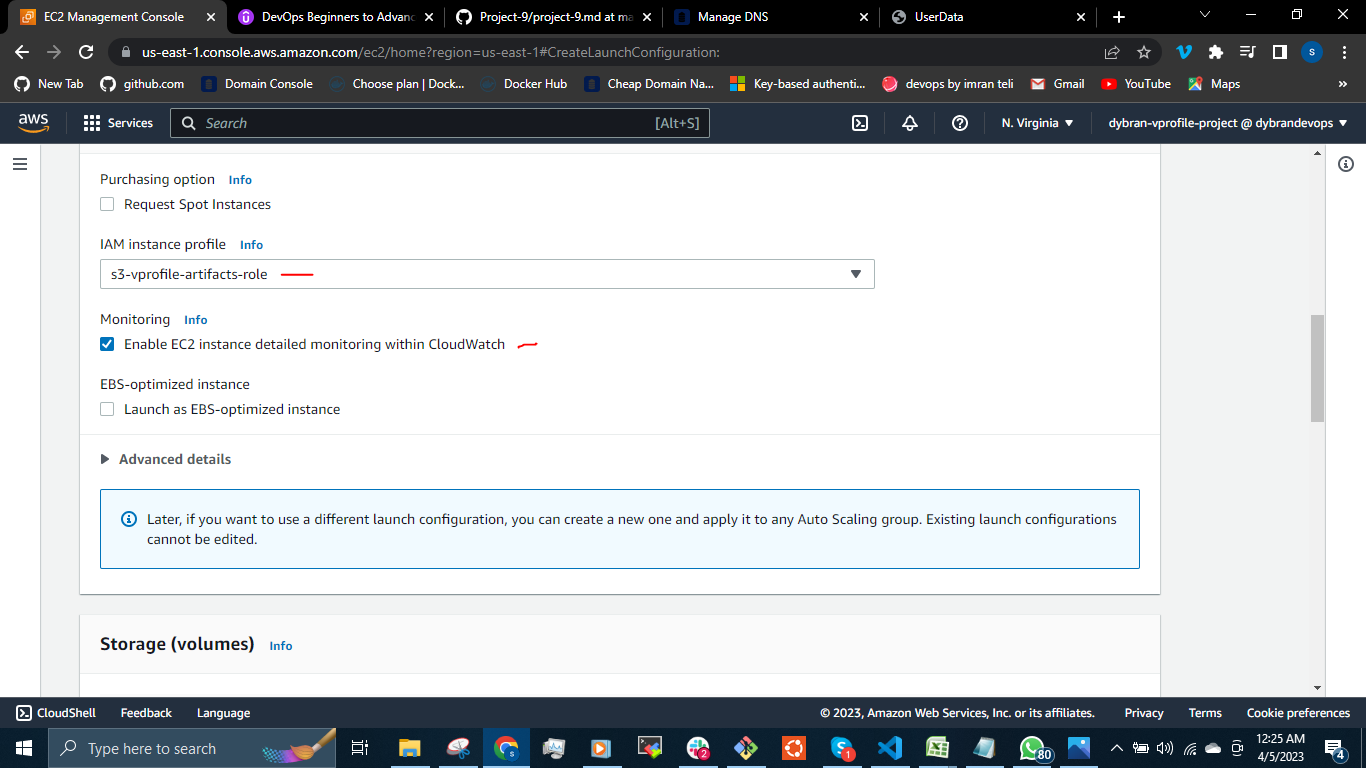 EC2 Management Console
DevOps Beginners to Advanc
Project-9/project-9.md at ma
Manage DNS
UserData
us-east-1.console.aws.amazon.com/ec2/home?region=us-east-1#CreateLaunchConfiguration:
S
New Tab
github.com
Domain Console
Choose plan | Dock...
Docker Hub
Cheap Domain Na...
Key-based authenti...
devops by imran teli
Gmail
YouTube
Maps
»
aws
Services
Search
[Alt+S]
N. Virginia
dybran-vprofile-project @ dybrandevops
Purchasing option Info
Request Spot Instances
IAM instance profile Info
s3-vprofile-artifacts-role
Monitoring Info
Enable EC2 instance detailed monitoring within CloudWatch
EBS-optimized instance
Launch as EBS-optimized instance
Advanced details
Later, if you want to use a different launch configuration, you can create a new one and apply it to any Auto Scaling group. Existing launch configurations
cannot be edited.
Storage (volumes) Info
CloudShell
Feedback
Language
© 2023, Amazon Web Services, Inc. or its affiliates.
Privacy
Terms
Cookie preferences
Type here to search
2
1
80
12:25 AM
4/5/2023
4